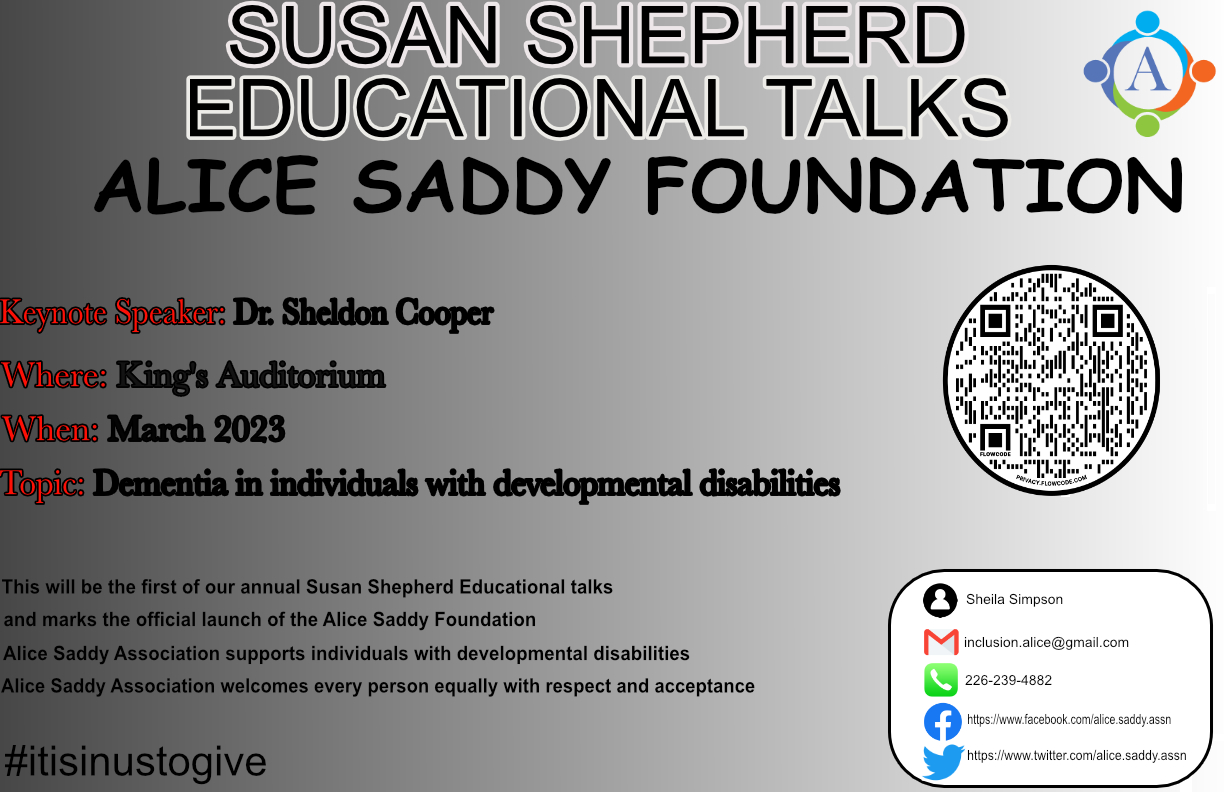 SUSAN SHEPHERD
EDUCATIONAL TALKS
A
ALICE SADDY FOUNDATION
Keynote Speaker: Dr. Sheldon Cooper
Where: King's Auditorium
When: March 2023
Topic: Dementia in individuals with developmental disabilities
FLOWCODE
PRIVACY.FLOWCODE.COM
This will be the first of our annual Susan Shepherd Educational talks
and marks the official launch of the Alice Saddy Foundation
Alice Saddy Association supports individuals with developmental disabilities
Alice Saddy Association welcomes every person equally with respect and acceptance
#itisinustogive
Sheila Simpson
inclusion.alice@gmail.com
226-239-4882
https://www.facebook.com/alice.saddy.assn
https://www.twitter.com/alice.saddy.assn